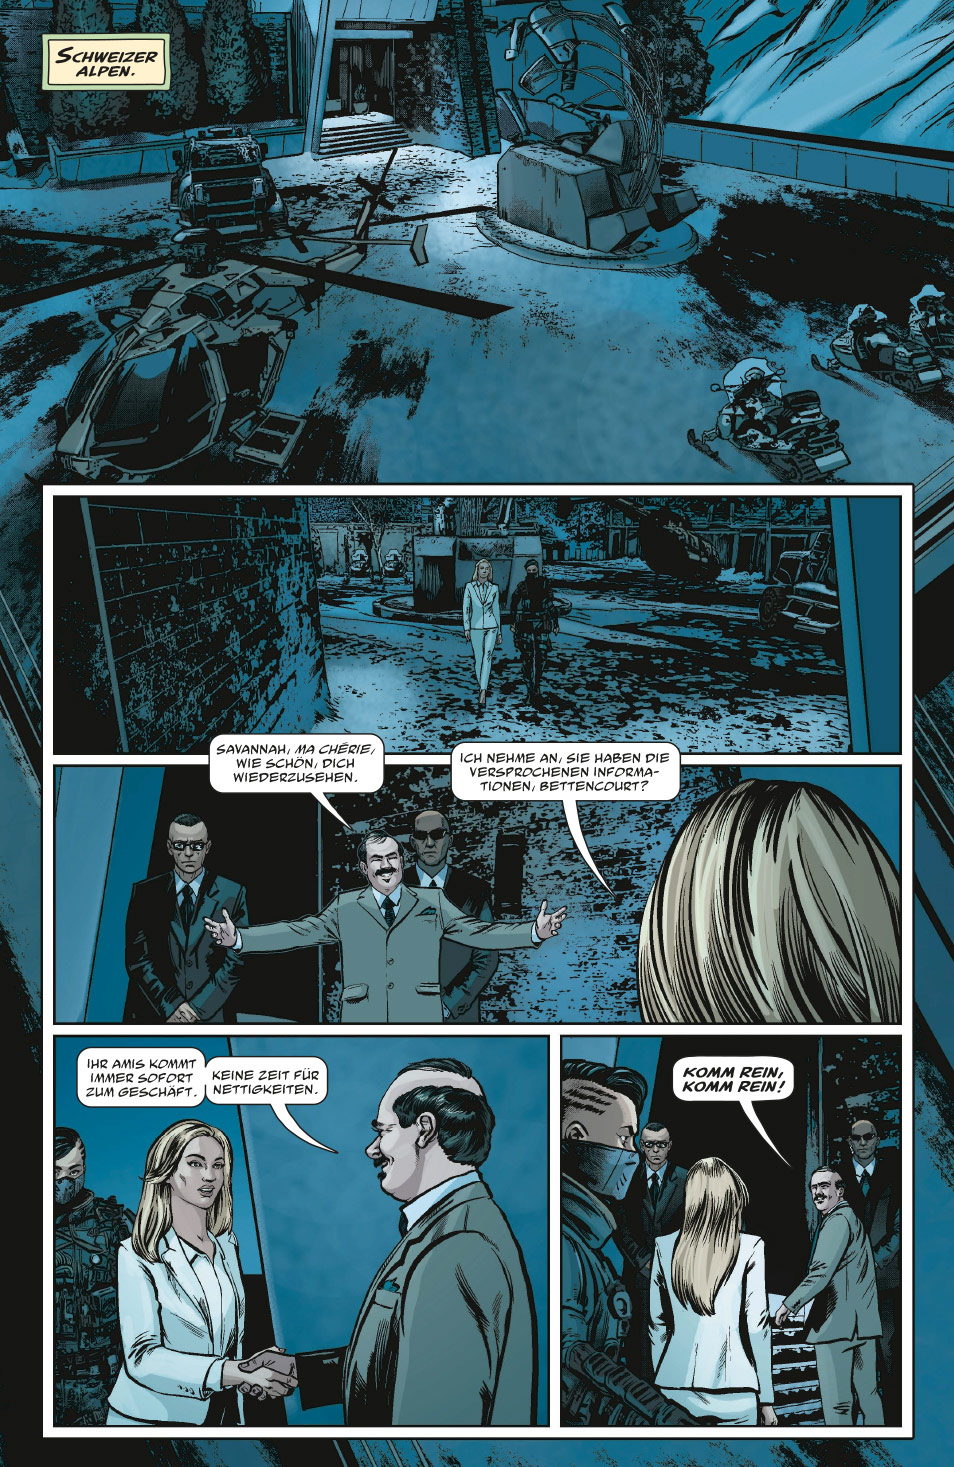 SCHWEIZER
ALPEN.
SAVANNAH, MA CHÉRIE,
WIE SCHÖN, DICH
WIEDERZUSEHEN.
ICH NEHME AN, SIE HABEN DIE
VERSPROCHENEN INFORMA-
TIONEN, BETTENCOURT?
IHR AMIS KOMMT
IMMER SOFORT
ZUM GESCHÄFT.
KEINE ZEIT FÜR
NETTIGKEITEN.
KOMM REIN,
KOMM REIN!